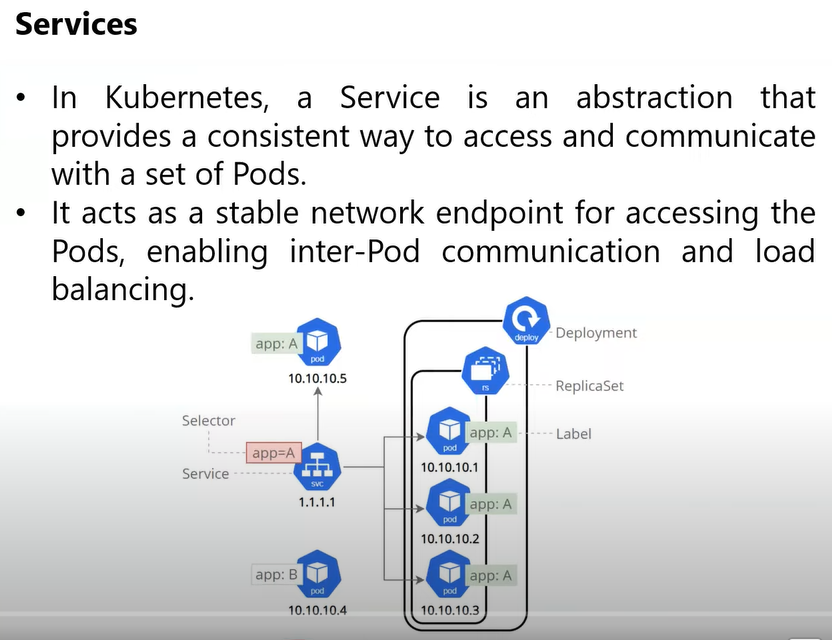 Services
• In Kubernetes, a Service is an abstraction that
provides a consistent way to access and communicate
with a set of Pods.
• It acts as a stable network endpoint for accessing the
Pods, enabling inter-Pod communication and load
balancing.
app: A
pod
10.10.10.5
deploy
Deployment
rs
ReplicaSet
Selector
app=A
Service
svc
1.1.1.1
pod
app: A
Label
10.10.10.1
pod
app: A
10.10.10.2
app: B
pod
10.10.10.4
pod
app: A
10.10.10.3